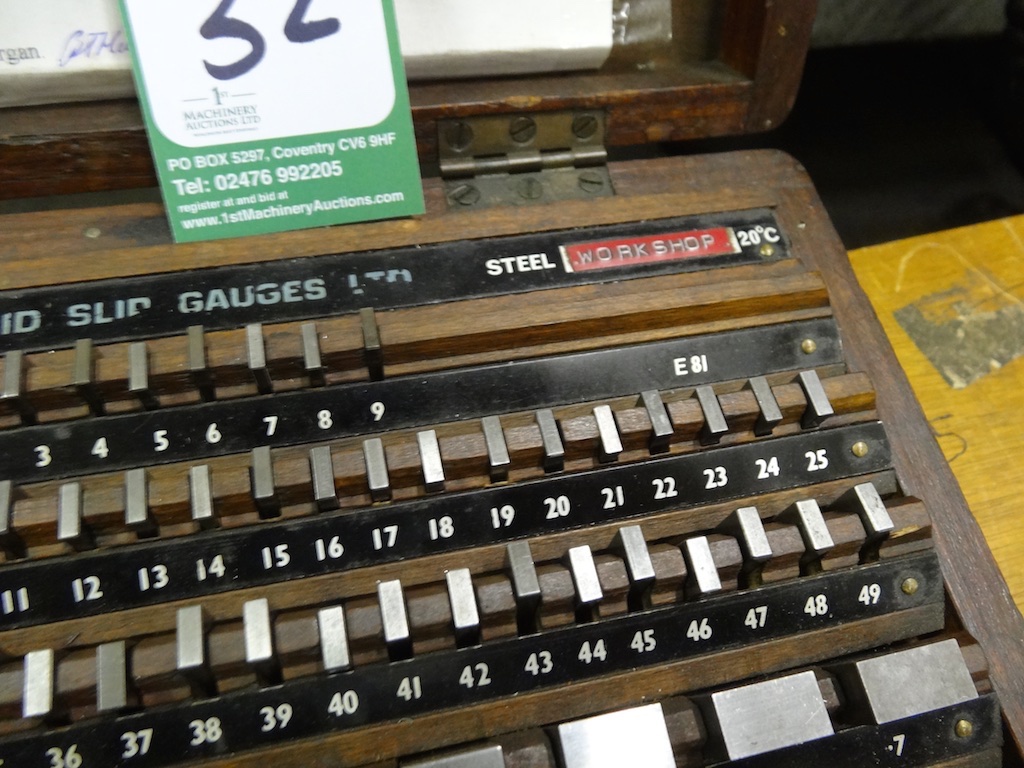 rgan.
52
1ST
MACHINERY
AUCTIONS LTD
PO BOX 5297, Coventry CV6 9HF
Tel: 02476 992205
register at and bid at
www.1stMachineryAuctions.com
STEEL WORKSHOP 20°C
ID SLIP GAUGES LTD
E81
3 4 5 6 7 8 9
11 12 13 14 15 16 17 18 19 20 21 22 23 24 25
36 37 38 39 40 41 42 43 44 45 46 47 48 49
.7